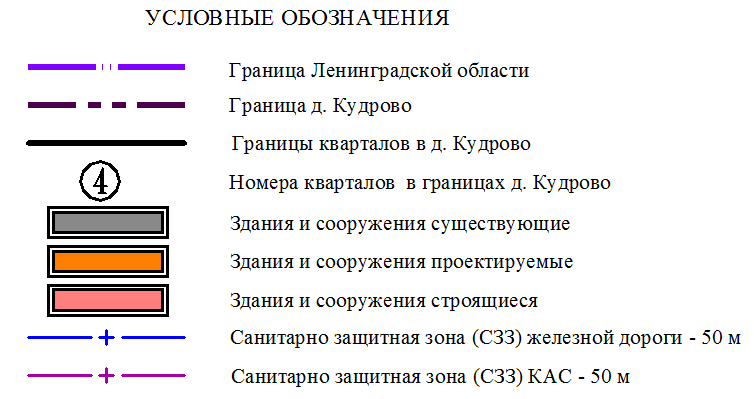 УСЛОВНЫЕ ОБОЗНАЧЕНИЯ
Граница Ленинградской области
Граница д. Кудрово
Границы кварталов в д. Кудрово
4 Номера кварталов в границах д. Кудрово
Здания и сооружения существующие
Здания и сооружения проектируемые
Здания и сооружения строящиеся
Санитарно защитная зона (СЗЗ) железной дороги - 50 м
Санитарно защитная зона (СЗЗ) КАС - 50 м